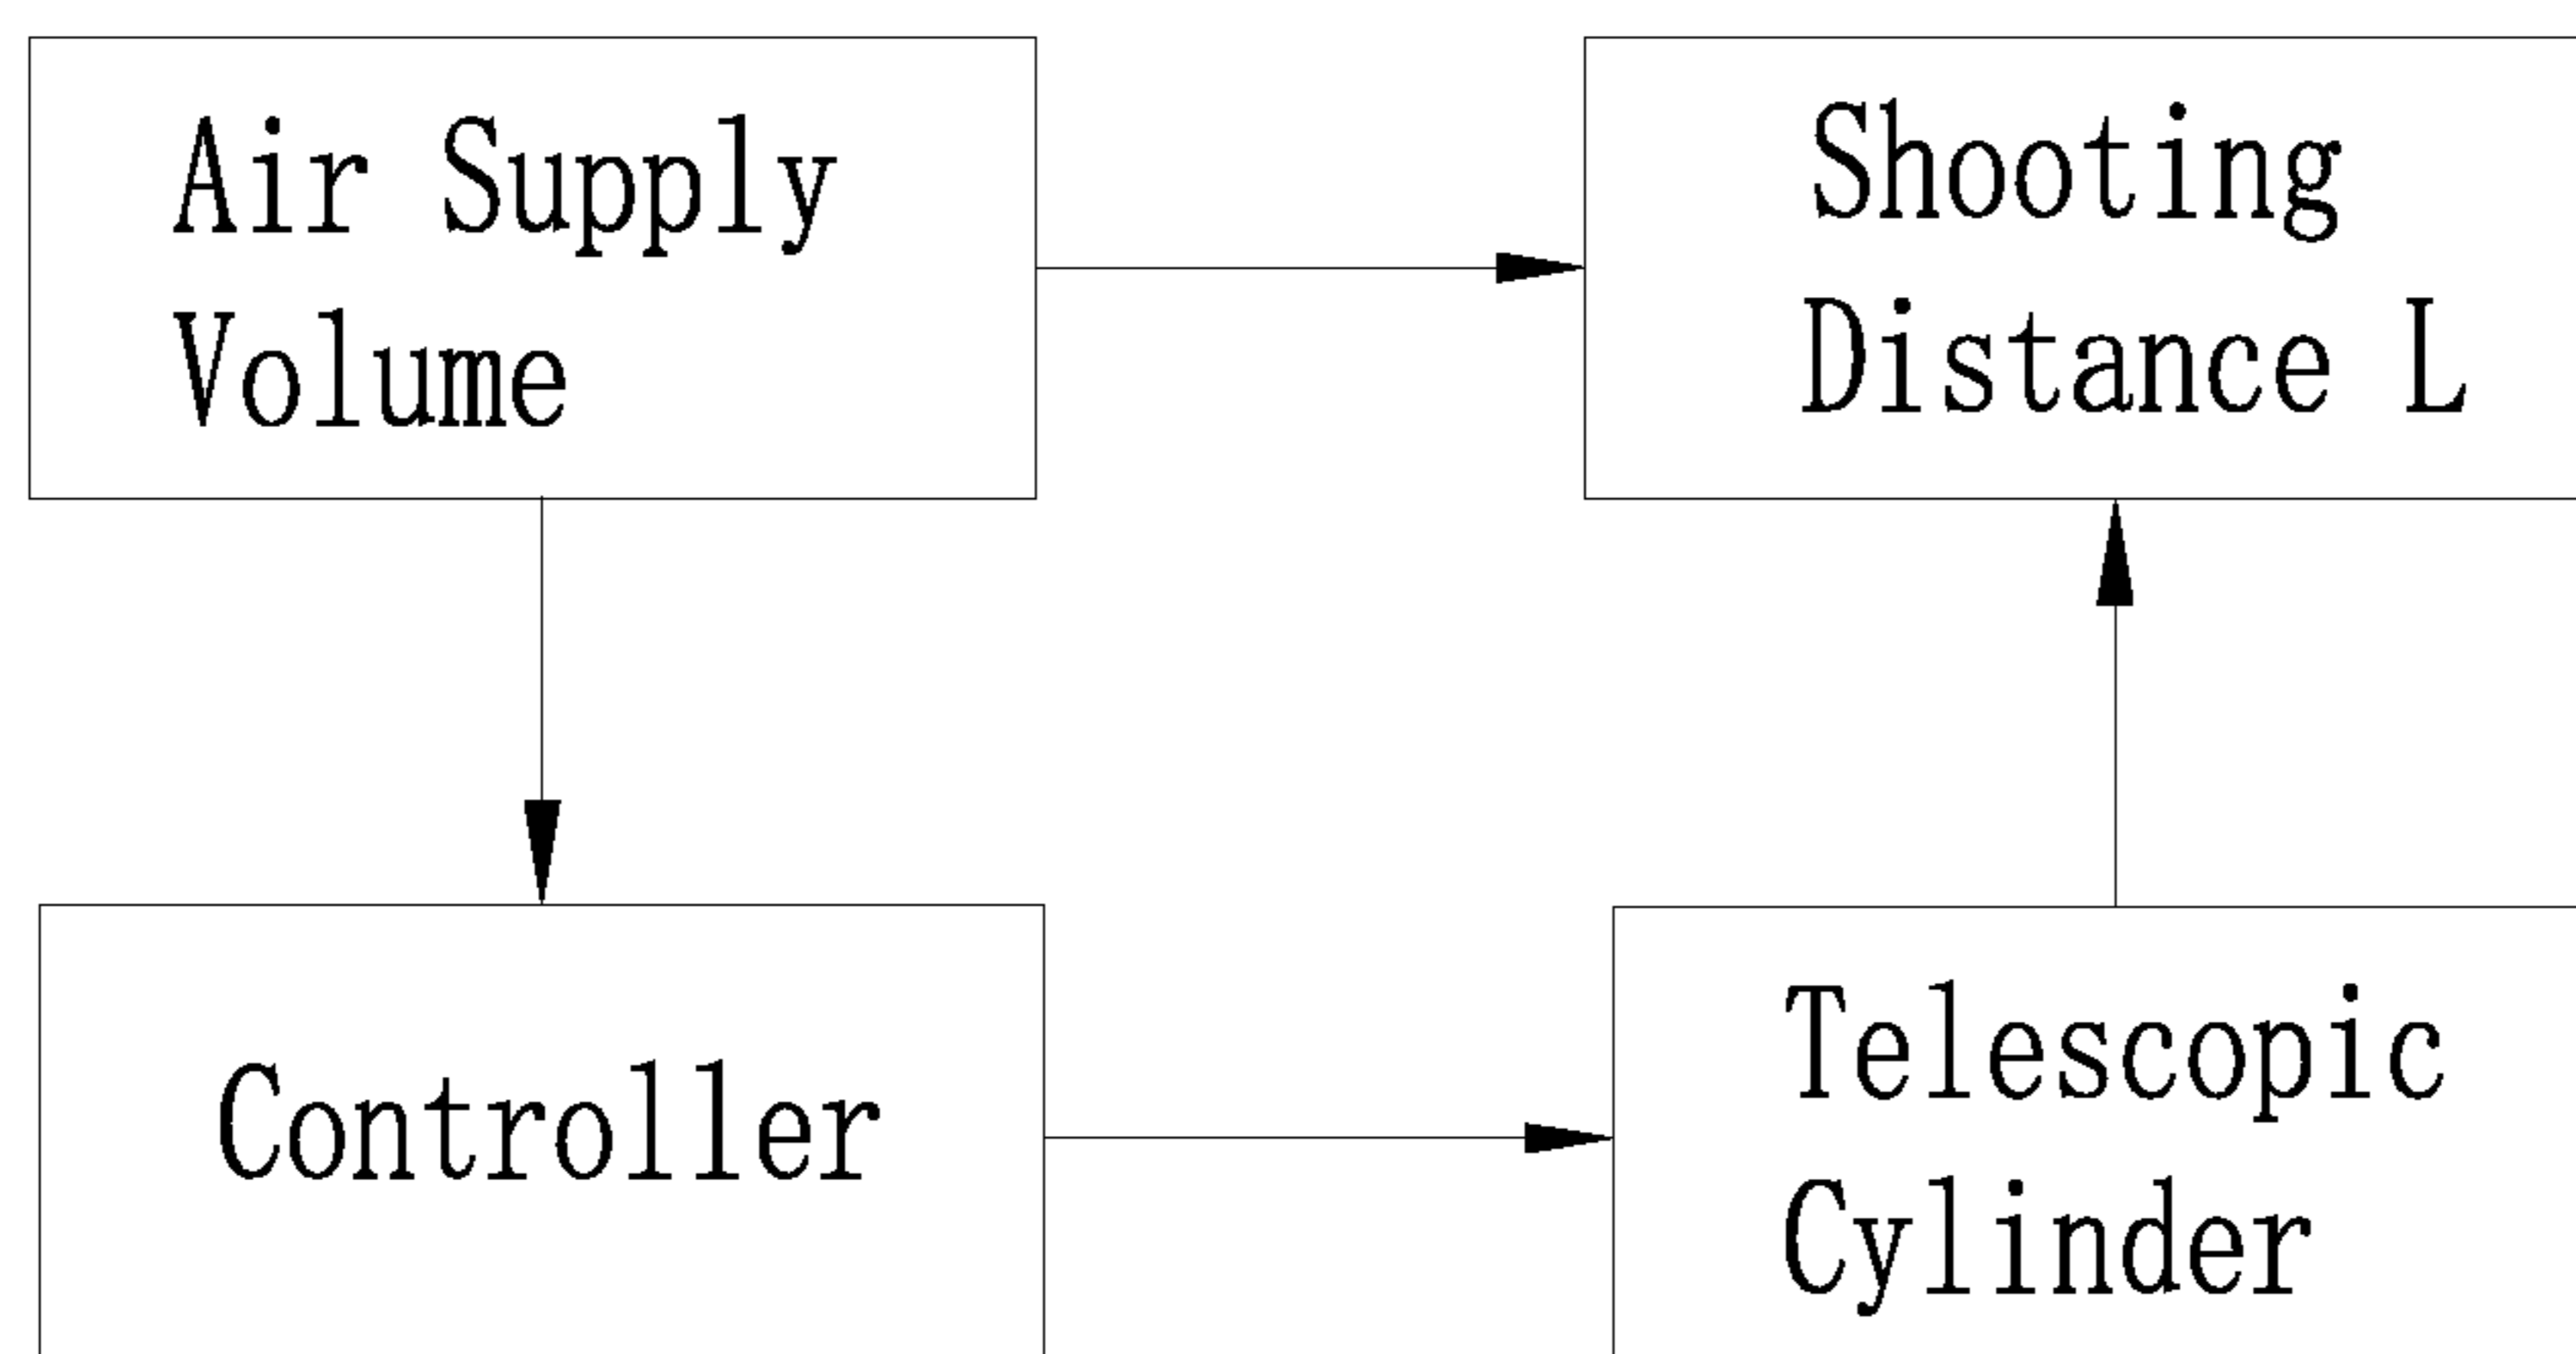 Air Supply
Volume
Shooting
Distance L
Controller
Telescopic
Cylinder